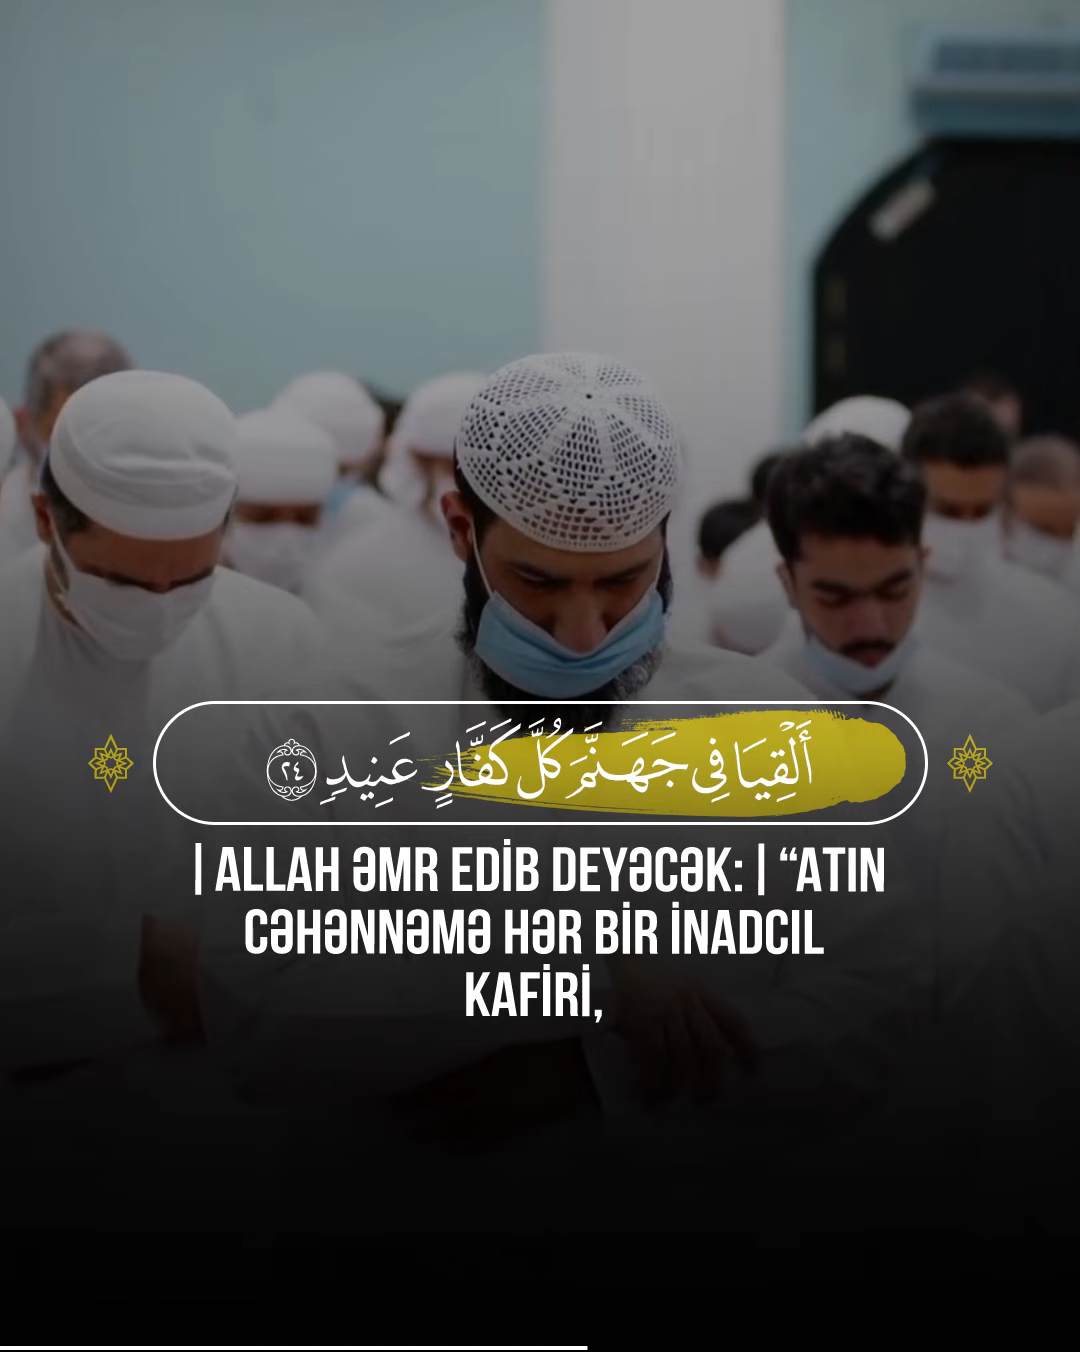 أَلْقِيَا فِي جَهَنَّمَ كُلَّ كَفَّارٍ عَنِيدٍ ٢٤
| ALLAH ƏMR EDİB DEYƏCƏK: | “ATIN
CƏHƏNNƏMƏ HƏR BİR İNADCIL
KAFİRİ,